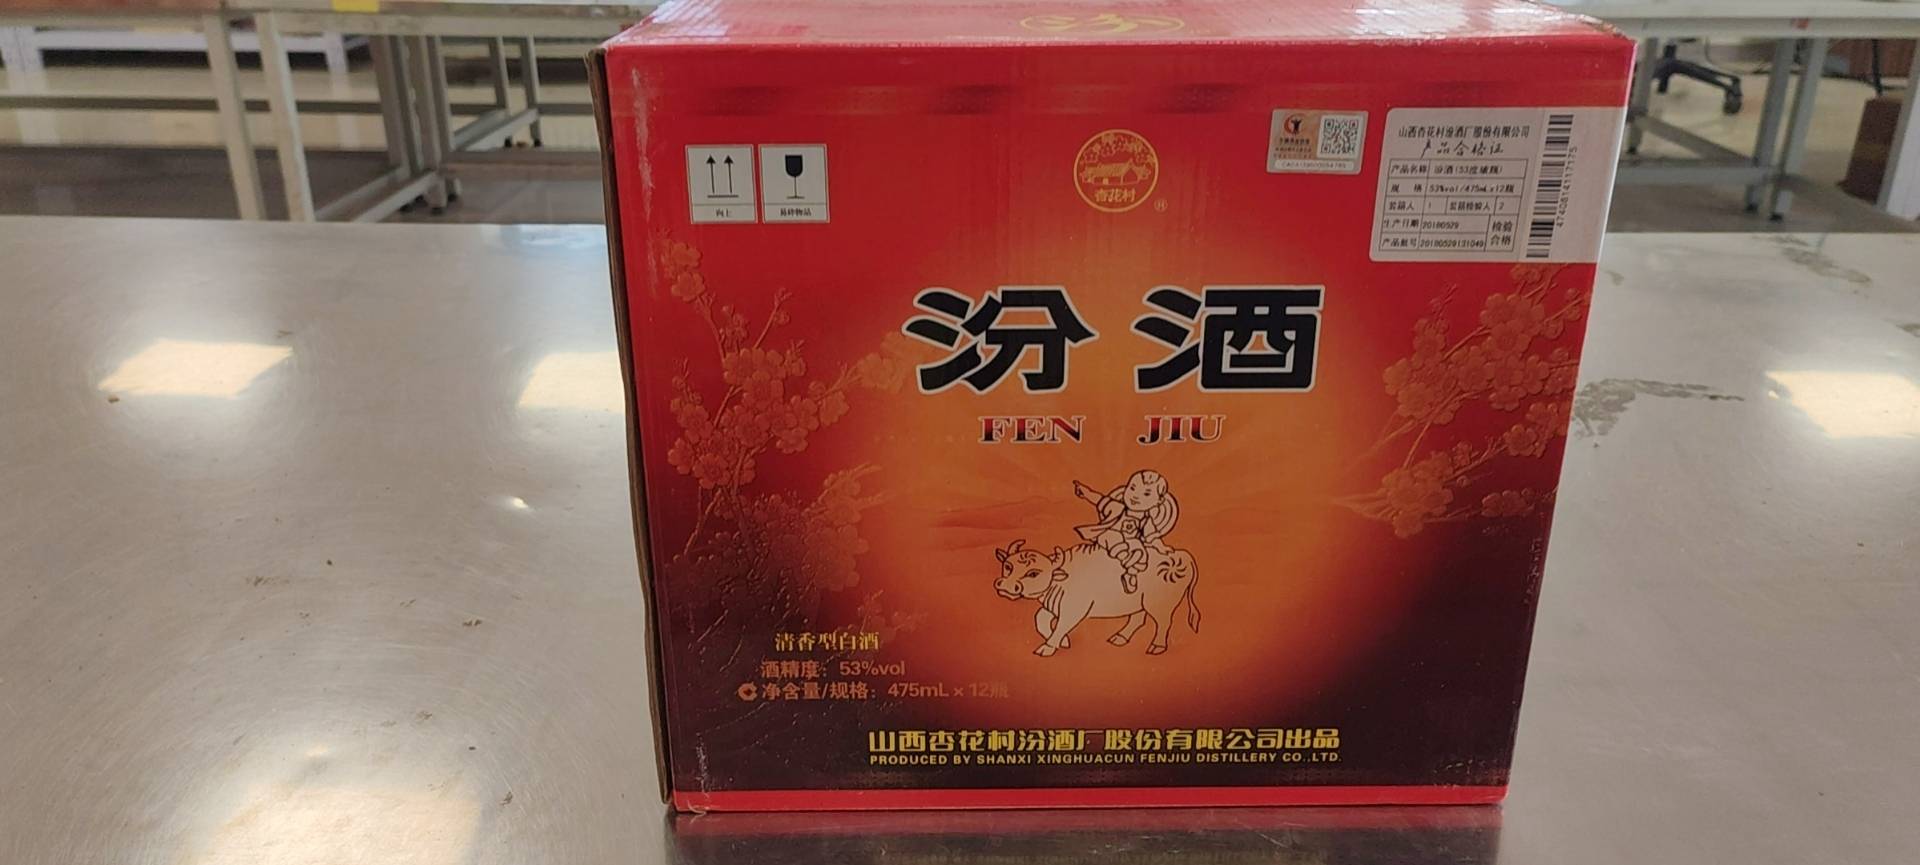 汾
向上
易碎物品
杏花村
®
山西杏花村汾酒厂股份有限公司
产品合格证
产品名称 汾酒(53度玻瓶)
规格 53%vol/475mL×12瓶
装箱人 1 装箱检验人 2
生产日期 20180529 检验
产品批号 20180529131049 合格
4740814117175
汾酒
FEN JIU
清香型白酒
酒精度：53%vol
净含量/规格：475mL×12瓶
山西杏花村汾酒厂股份有限公司出品
PRODUCED BY SHANXI XINGHUACUN FENJIU DISTILLERY CO.,LTD.